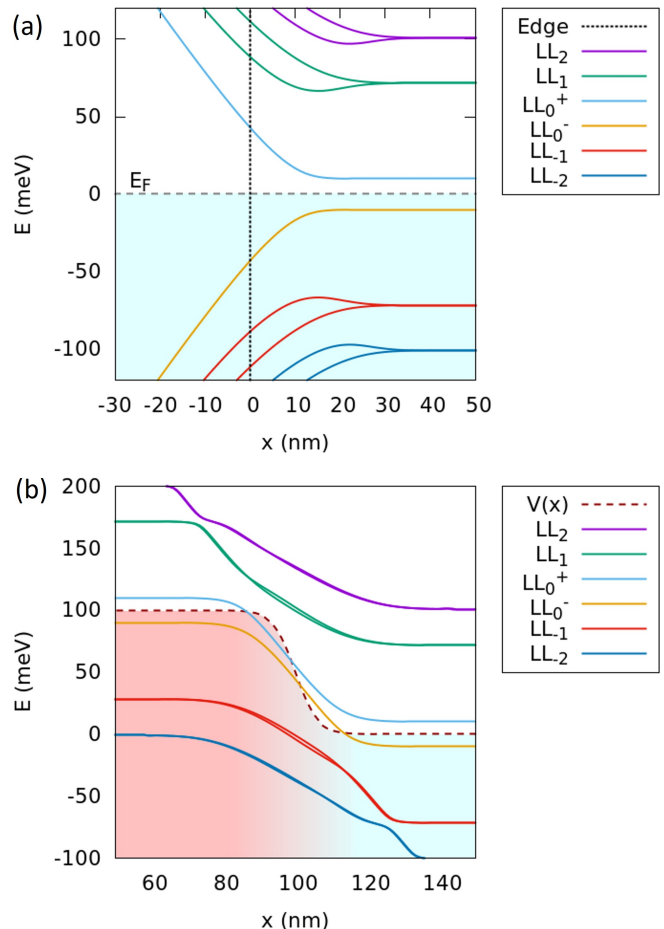 (a)
100
50
0
-50
-100
E (meV)
E_F
-30 -20 -10 0 10 20 30 40 50
x (nm)
Edge
LL_2
LL_1
LL_0^+
LL_0^-
LL_-1
LL_-2
(b)
200
150
100
50
0
-50
-100
E (meV)
60 80 100 120 140
x (nm)
V(x)
LL_2
LL_1
LL_0^+
LL_0^-
LL_-1
LL_-2